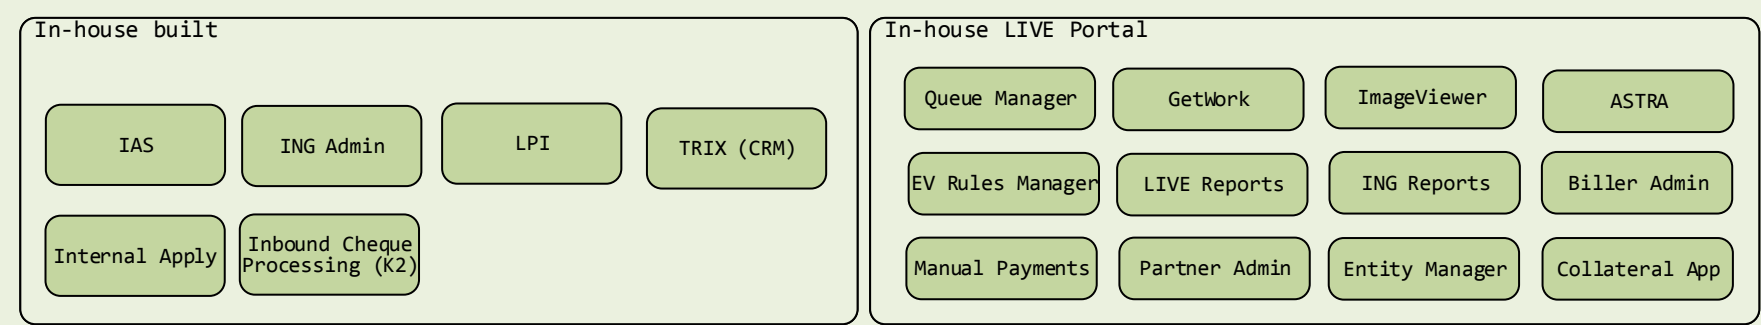 In-house built
IAS
ING Admin
LPI
TRIX (CRM)
Internal Apply
Inbound Cheque
Processing (K2)
In-house LIVE Portal
Queue Manager
GetWork
ImageViewer
ASTRA
EV Rules Manager
LIVE Reports
ING Reports
Biller Admin
Manual Payments
Partner Admin
Entity Manager
Collateral App